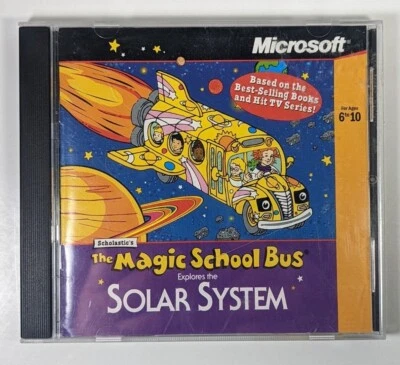 Microsoft
Based on the
Best-Selling Books
and Hit TV Series!
for Ages
6 to 10
Scholastic's
The Magic School Bus
Explores the
SOLAR SYSTEM